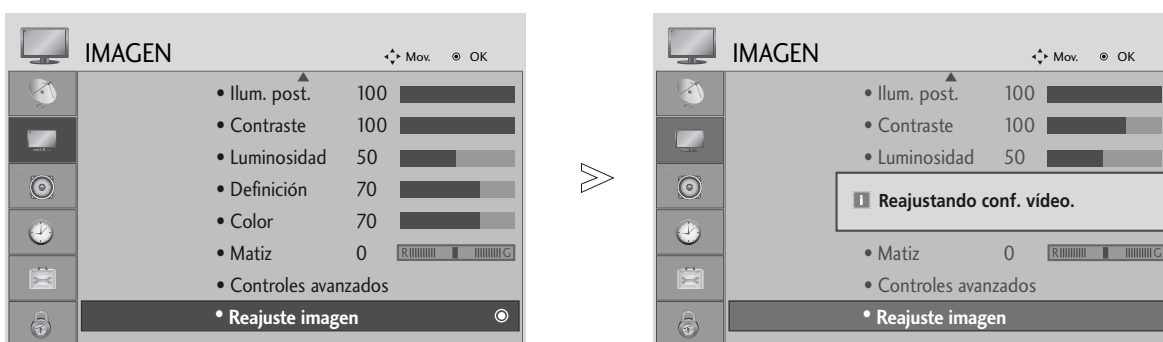 IMAGEN Mov. OK
• Ilum. post. 100
• Contraste 100
• Luminosidad 50
• Definición 70
• Color 70
• Matiz 0 R G
• Controles avanzados
• Reajuste imagen
>>
IMAGEN Mov. OK
• Ilum. post. 100
• Contraste 100
• Luminosidad 50
i Reajustando conf. vídeo.
• Matiz 0 R G
• Controles avanzados
• Reajuste imagen